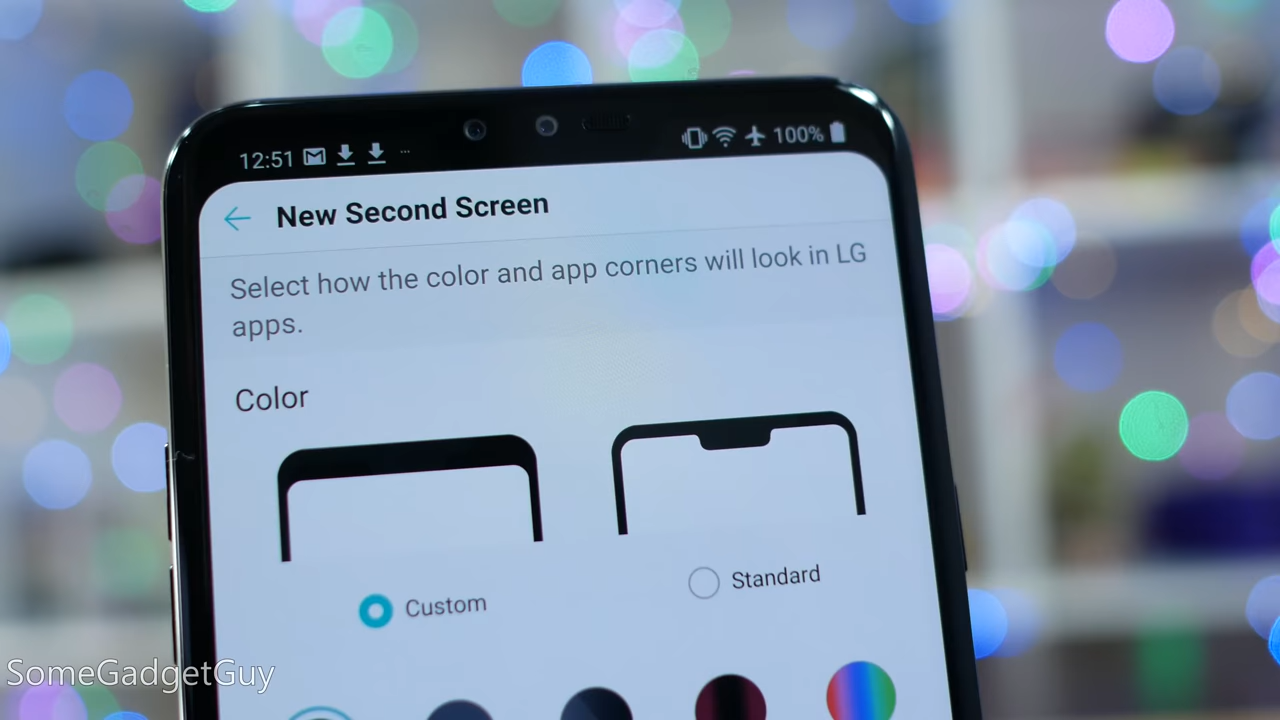 12:51 ... 100%
New Second Screen
Select how the color and app corners will look in LG
apps.
Color
Custom
Standard
SomeGadgetGuy